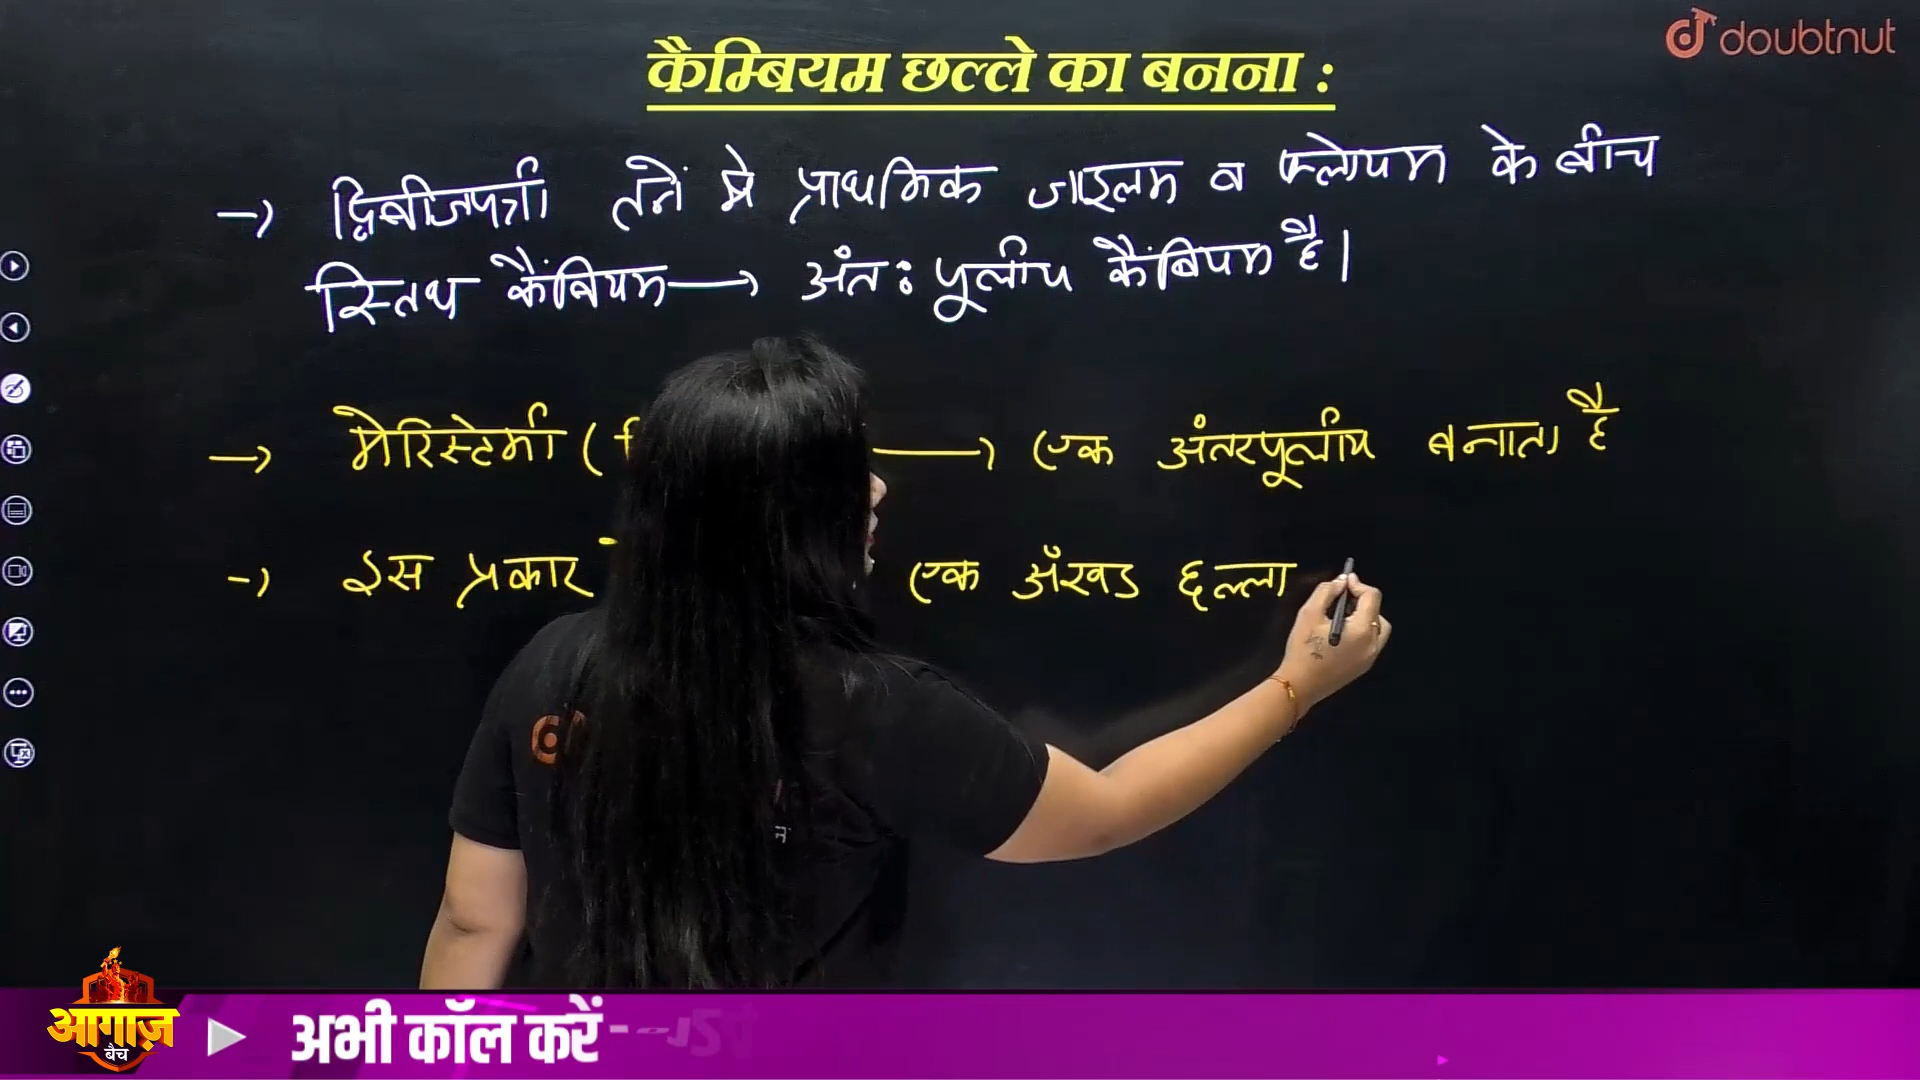 doubtnut
कैम्बियम छल्ले का बनना :
→ द्विबीजपत्री तने मे प्राथमिक जाइलम व फ्लोयम के बीच
स्तिथ कैंबियम → अंतः पूलीय कैंबियम है।
→ मेरिस्टेमी ( → एक अंतरपूलीय बनाता है
→ इस प्रकार एक अँखड छल्ला
आगाज़
बैच
अभी कॉल करें